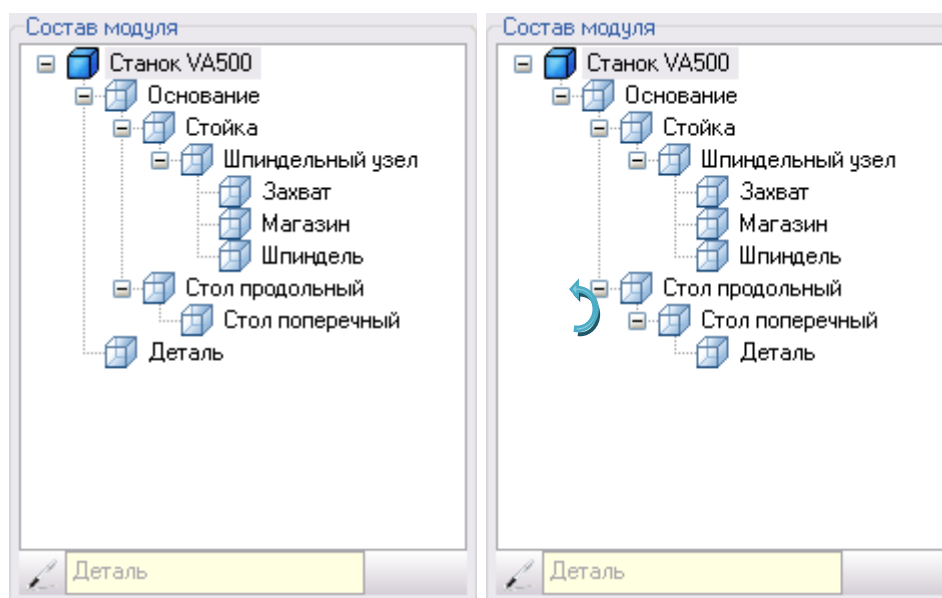 Состав модуля
Станок VA500
Основание
Стойка
Шпиндельный узел
Захват
Магазин
Шпиндель
Стол продольный
Стол поперечный
Деталь
Деталь
Состав модуля
Станок VA500
Основание
Стойка
Шпиндельный узел
Захват
Магазин
Шпиндель
Стол продольный
Стол поперечный
Деталь
Деталь